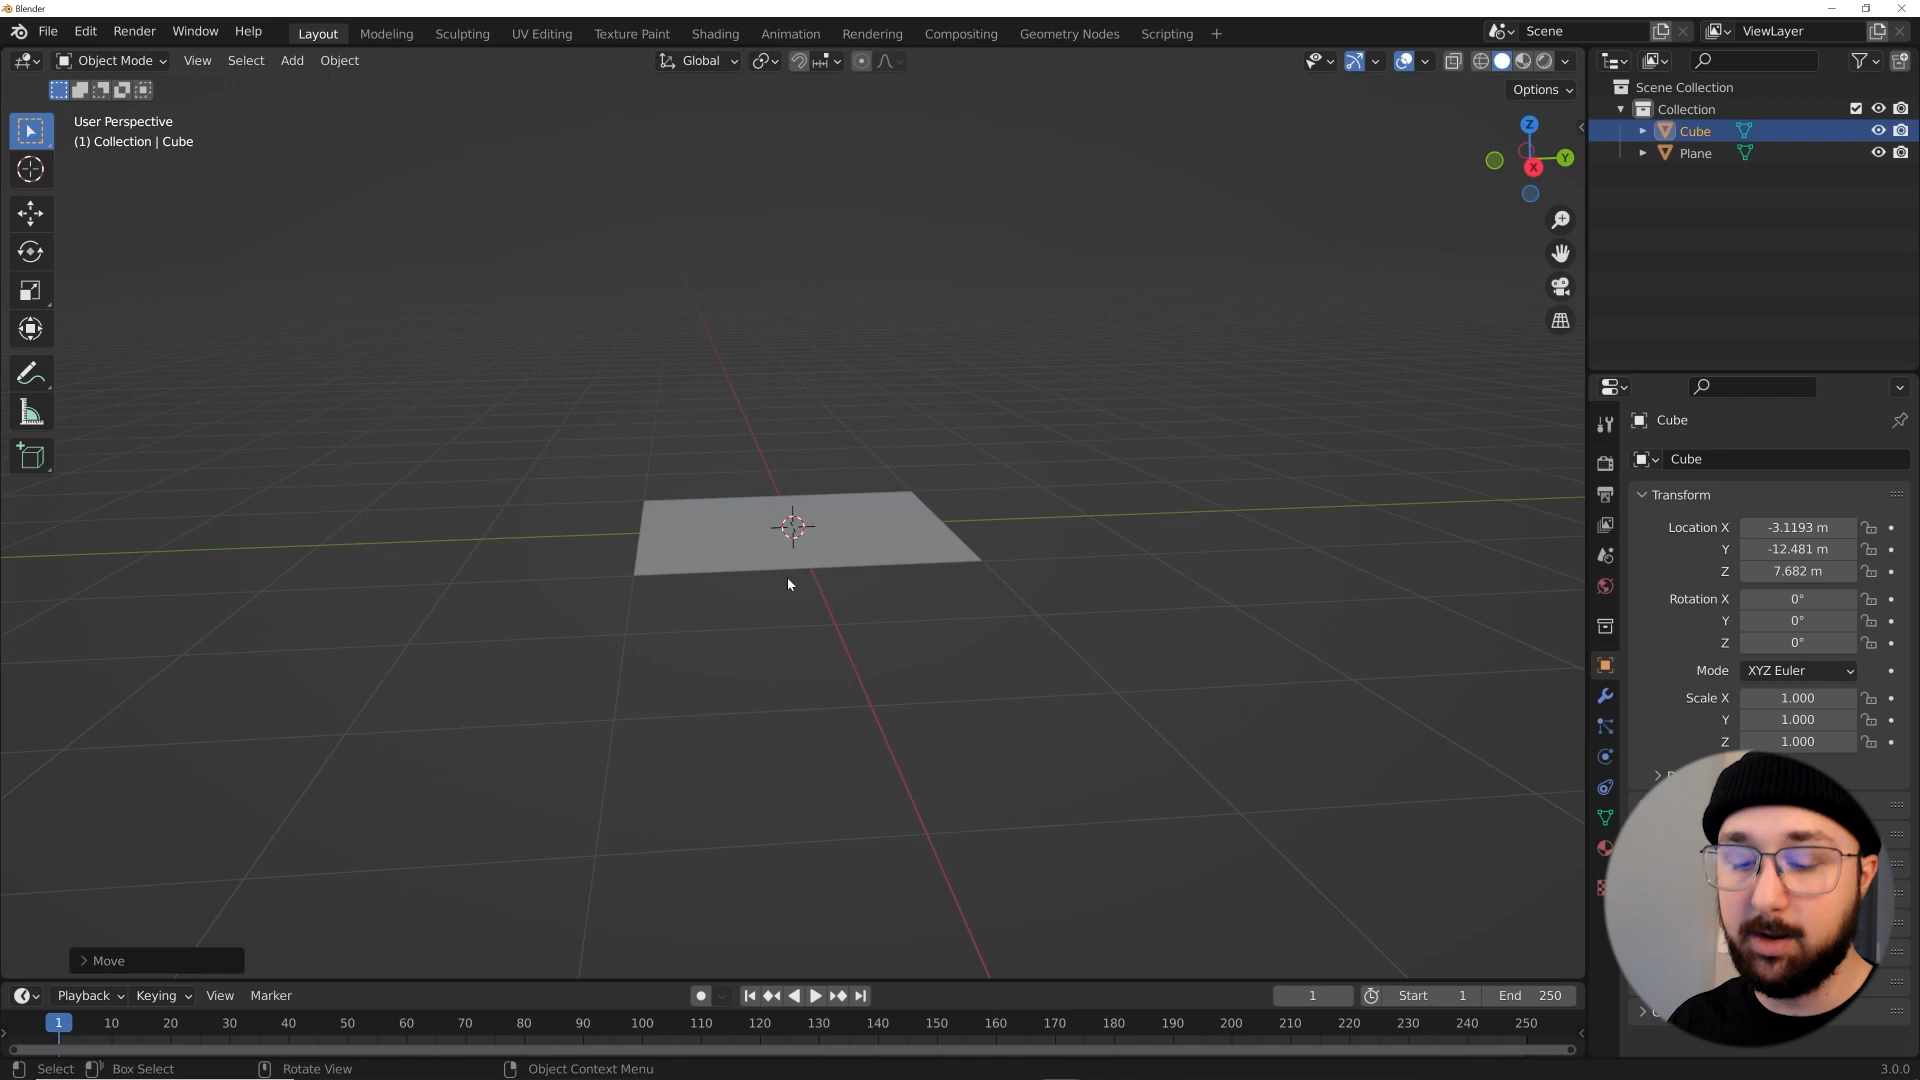 Blender
File Edit Render Window Help Layout Modeling Sculpting UV Editing Texture Paint Shading Animation Rendering Compositing Geometry Nodes Scripting + Scene ViewLayer
Object Mode View Select Add Object Global
Options
User Perspective
(1) Collection | Cube
Z
Y
X
Move
Scene Collection
Collection
Cube
Plane
Cube
Cube
Transform
Location X -3.1193 m
Y -12.481 m
Z 7.682 m
Rotation X 0°
Y 0°
Z 0°
Mode XYZ Euler
Scale X 1.000
Y 1.000
Z 1.000
Playback Keying View Marker 1 Start 1 End 250
1 10 20 30 40 50 60 70 80 90 100 110 120 130 140 150 160 170 180 190 200 210 220 230 240 250
Select Box Select Rotate View Object Context Menu 3.0.0